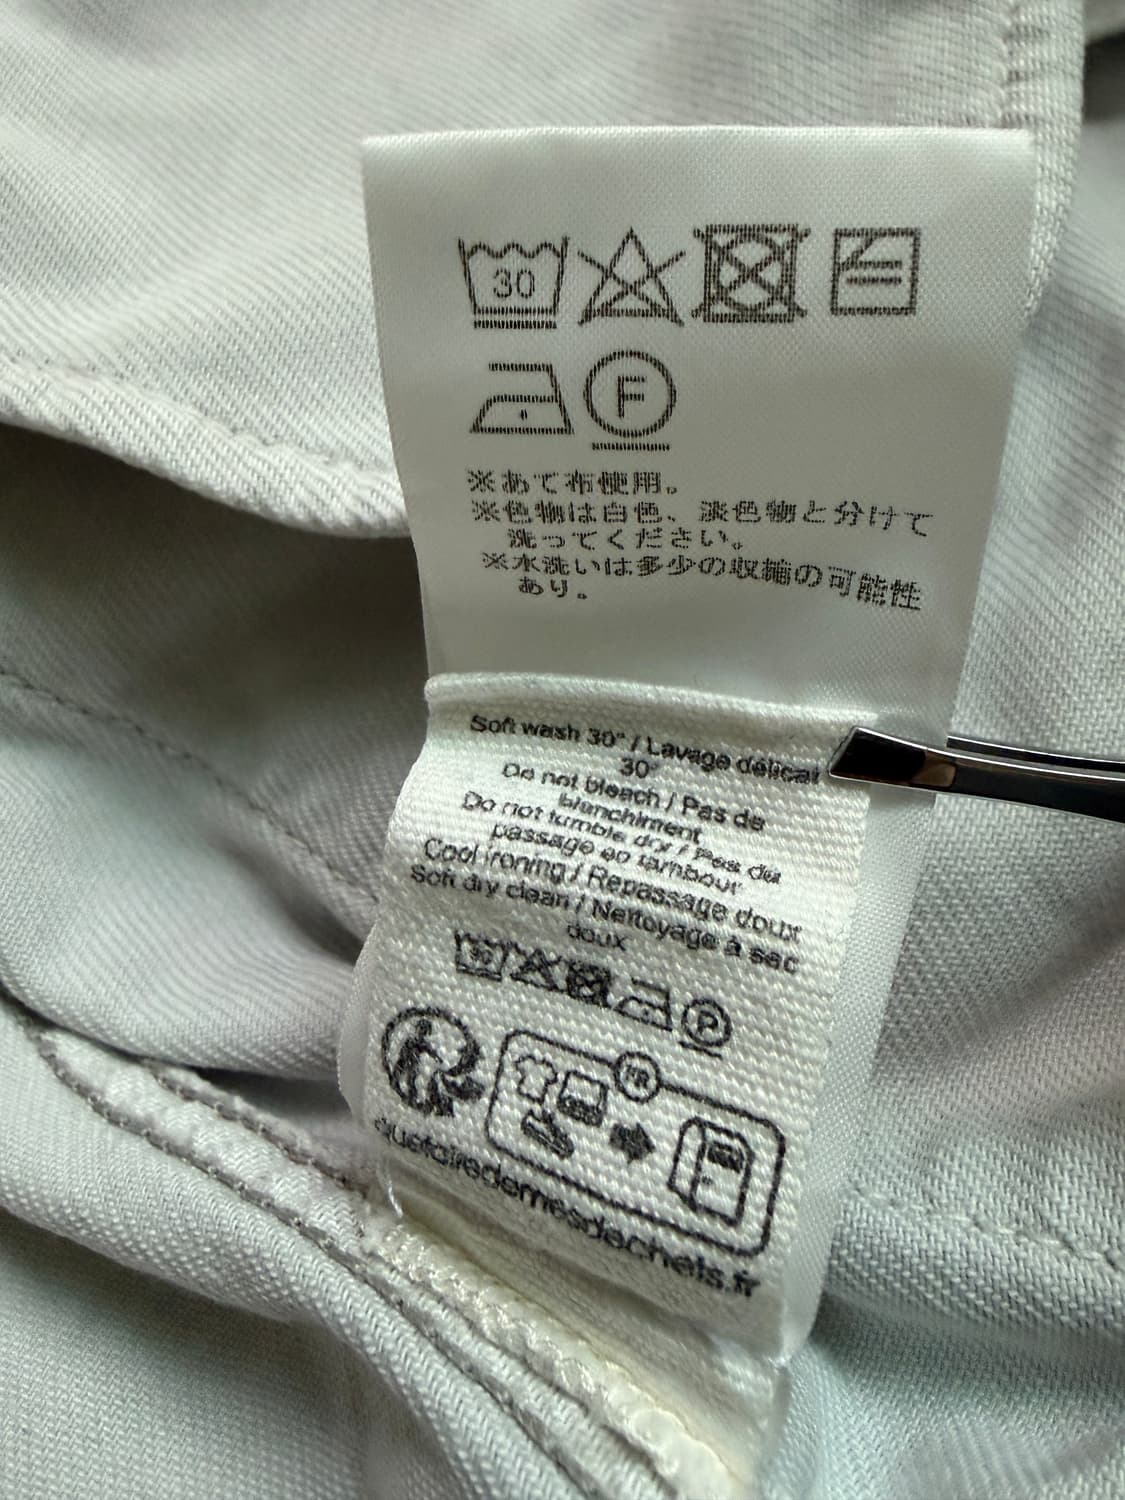 30
F
※あて布使用。
※色物は白色、淡色物と分けて
洗ってください。
※水洗いは多少の収縮の可能性
あり。
Soft wash 30° / Lavage délicat
30°
Do not bleach / Pas de
blanchiment
Do not tumble dry / Pas du
passage en tambour
Cool ironing / Repassage doux
Soft dry clean / Nettoyage à sec
doux
30
P
FR
quefairedemesdechets.fr